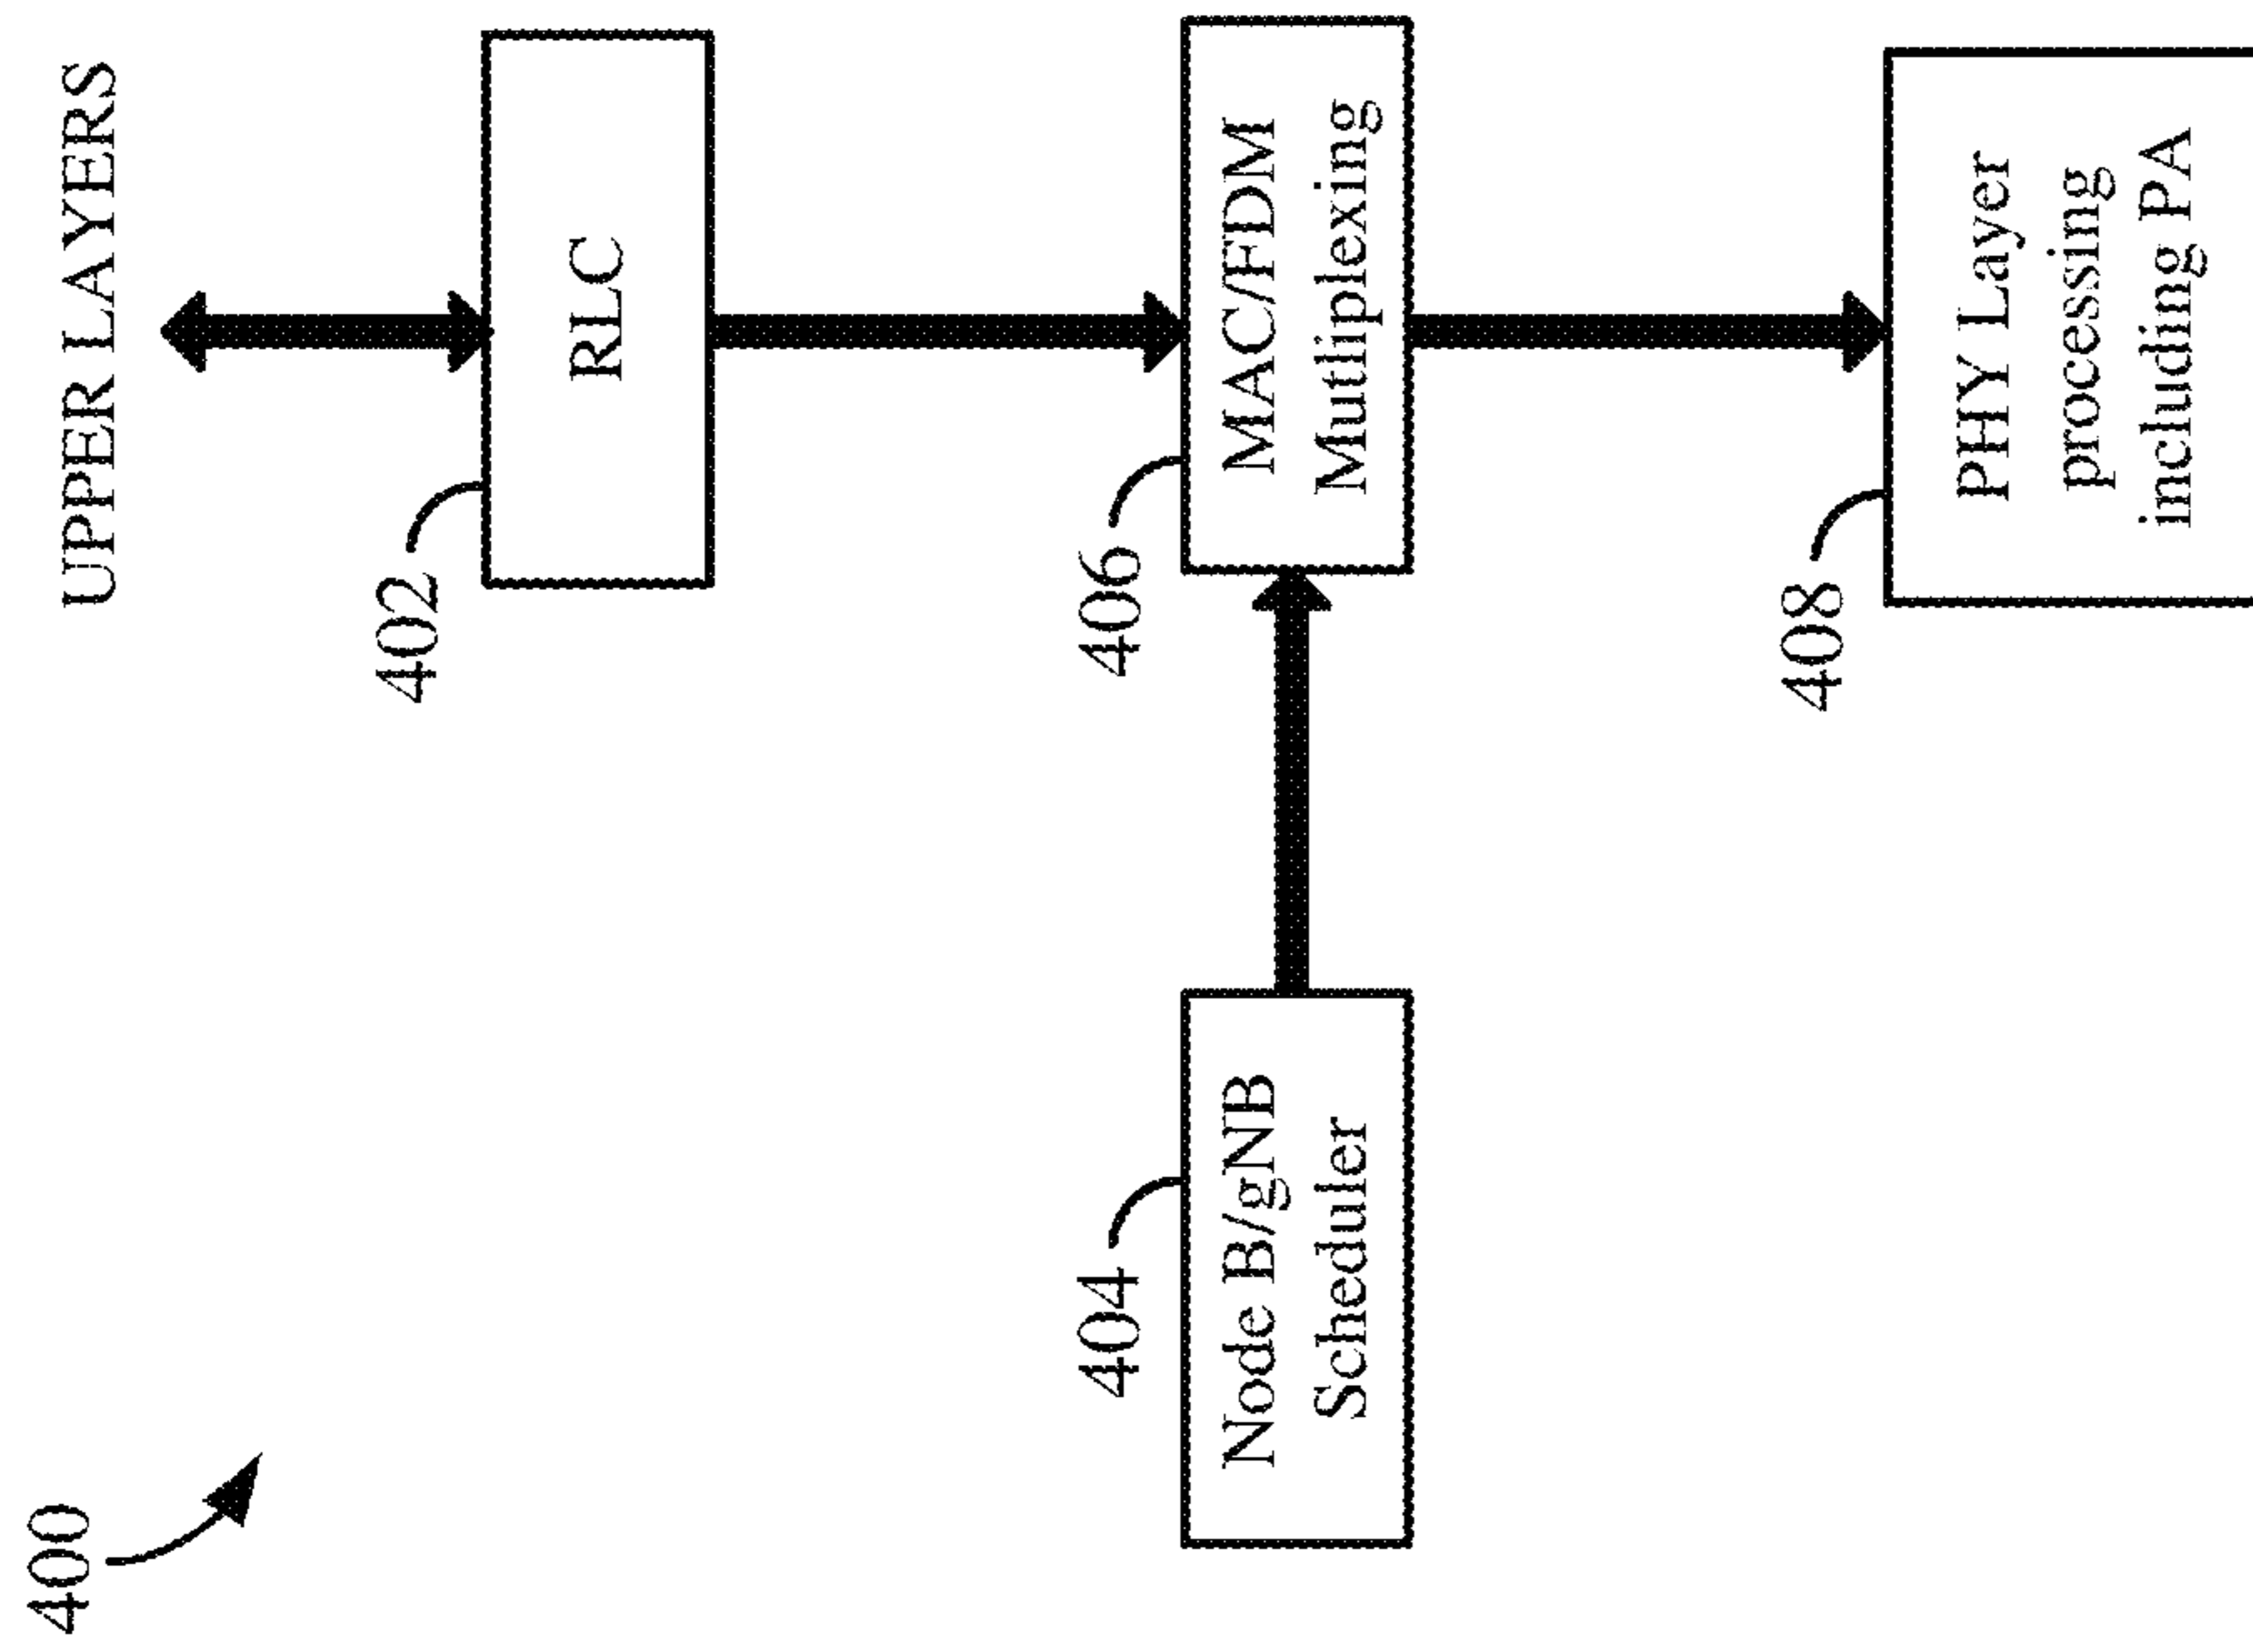 400
UPPER LAYERS
402
RLC
404
Node B/gNB
Scheduler
406
MAC/FDM
Mutliplexing
408
PHY Layer
processing
including PA